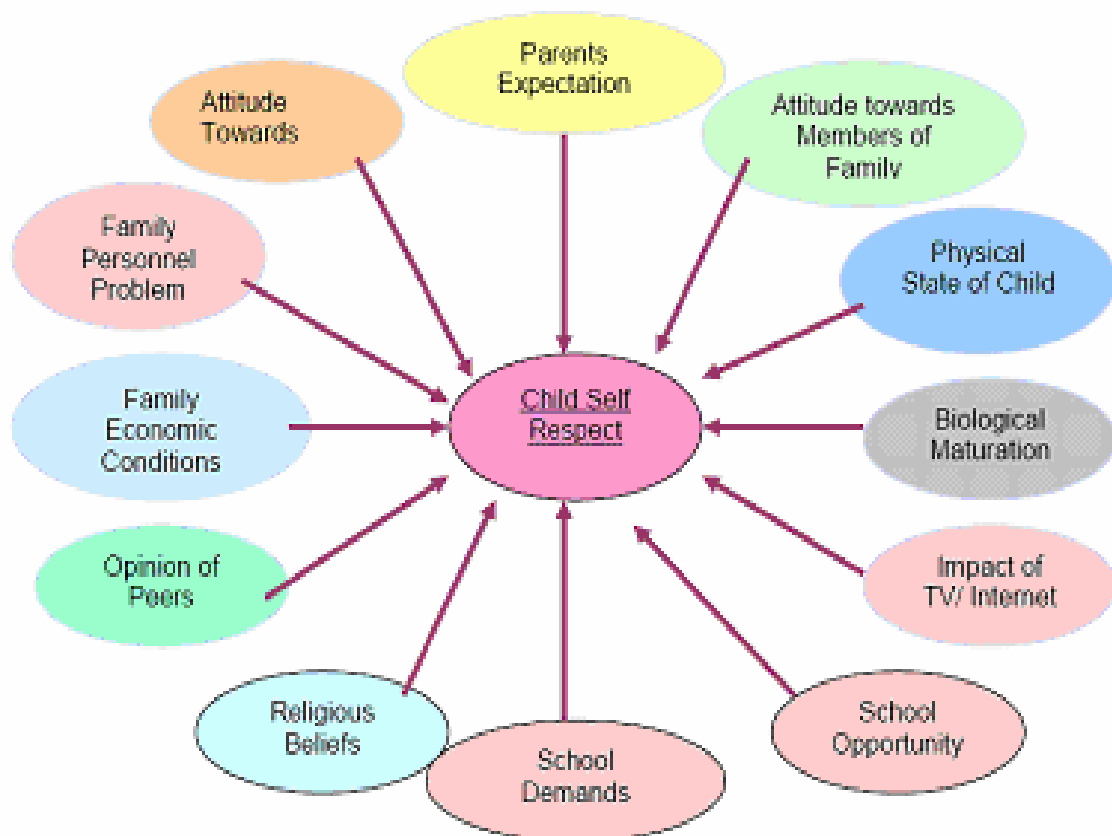 Parents
Expectation
Attitude towards
Members of
Family
Physical
State of Child
Biological
Maturation
Impact of
TV/ Internet
School
Opportunity
School
Demands
Religious
Beliefs
Opinion of
Peers
Family
Economic
Conditions
Family
Personnel
Problem
Attitude
Towards
Child Self
Respect